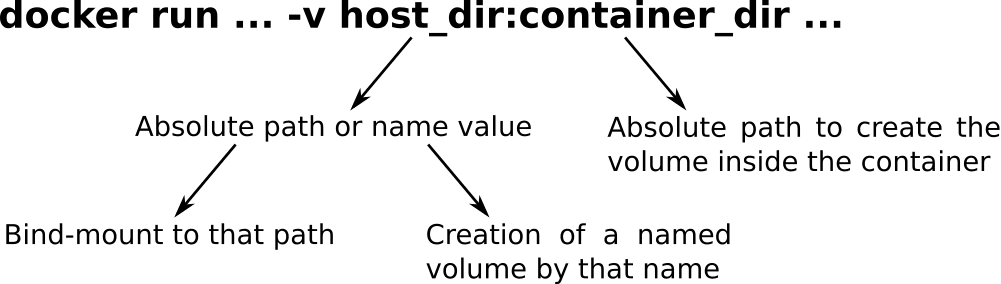 docker run ... -v host_dir:container_dir ...
Absolute path or name value
Absolute path to create the
volume inside the container
Bind-mount to that path
Creation of a named
volume by that name